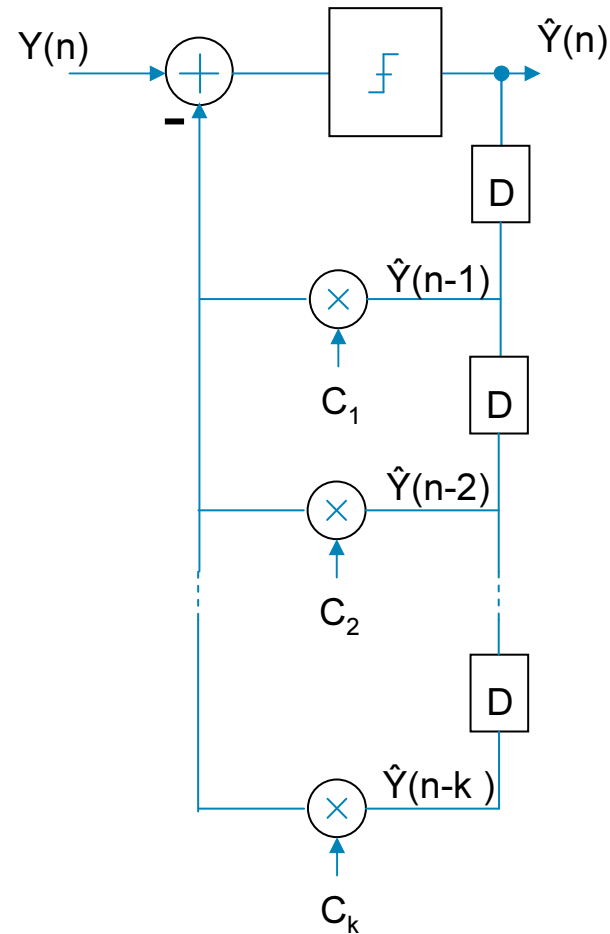 Y(n)
Ŷ(n)
D
Ŷ(n-1)
C₁
D
Ŷ(n-2)
C₂
D
Ŷ(n-k )
Cₖ